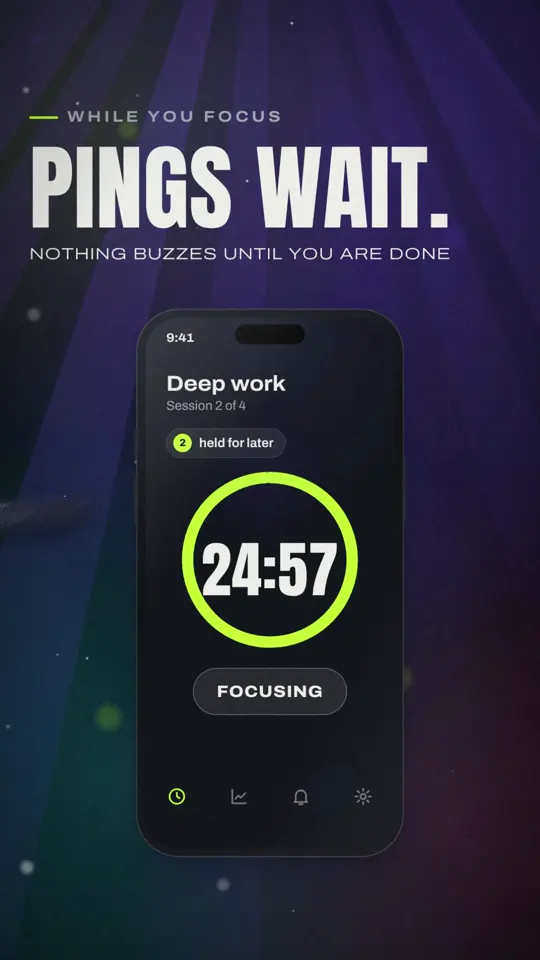 WHILE YOU FOCUS
PINGS WAIT.
NOTHING BUZZES UNTIL YOU ARE DONE
9:41
Deep work
Session 2 of 4
2 held for later
24:57
FOCUSING